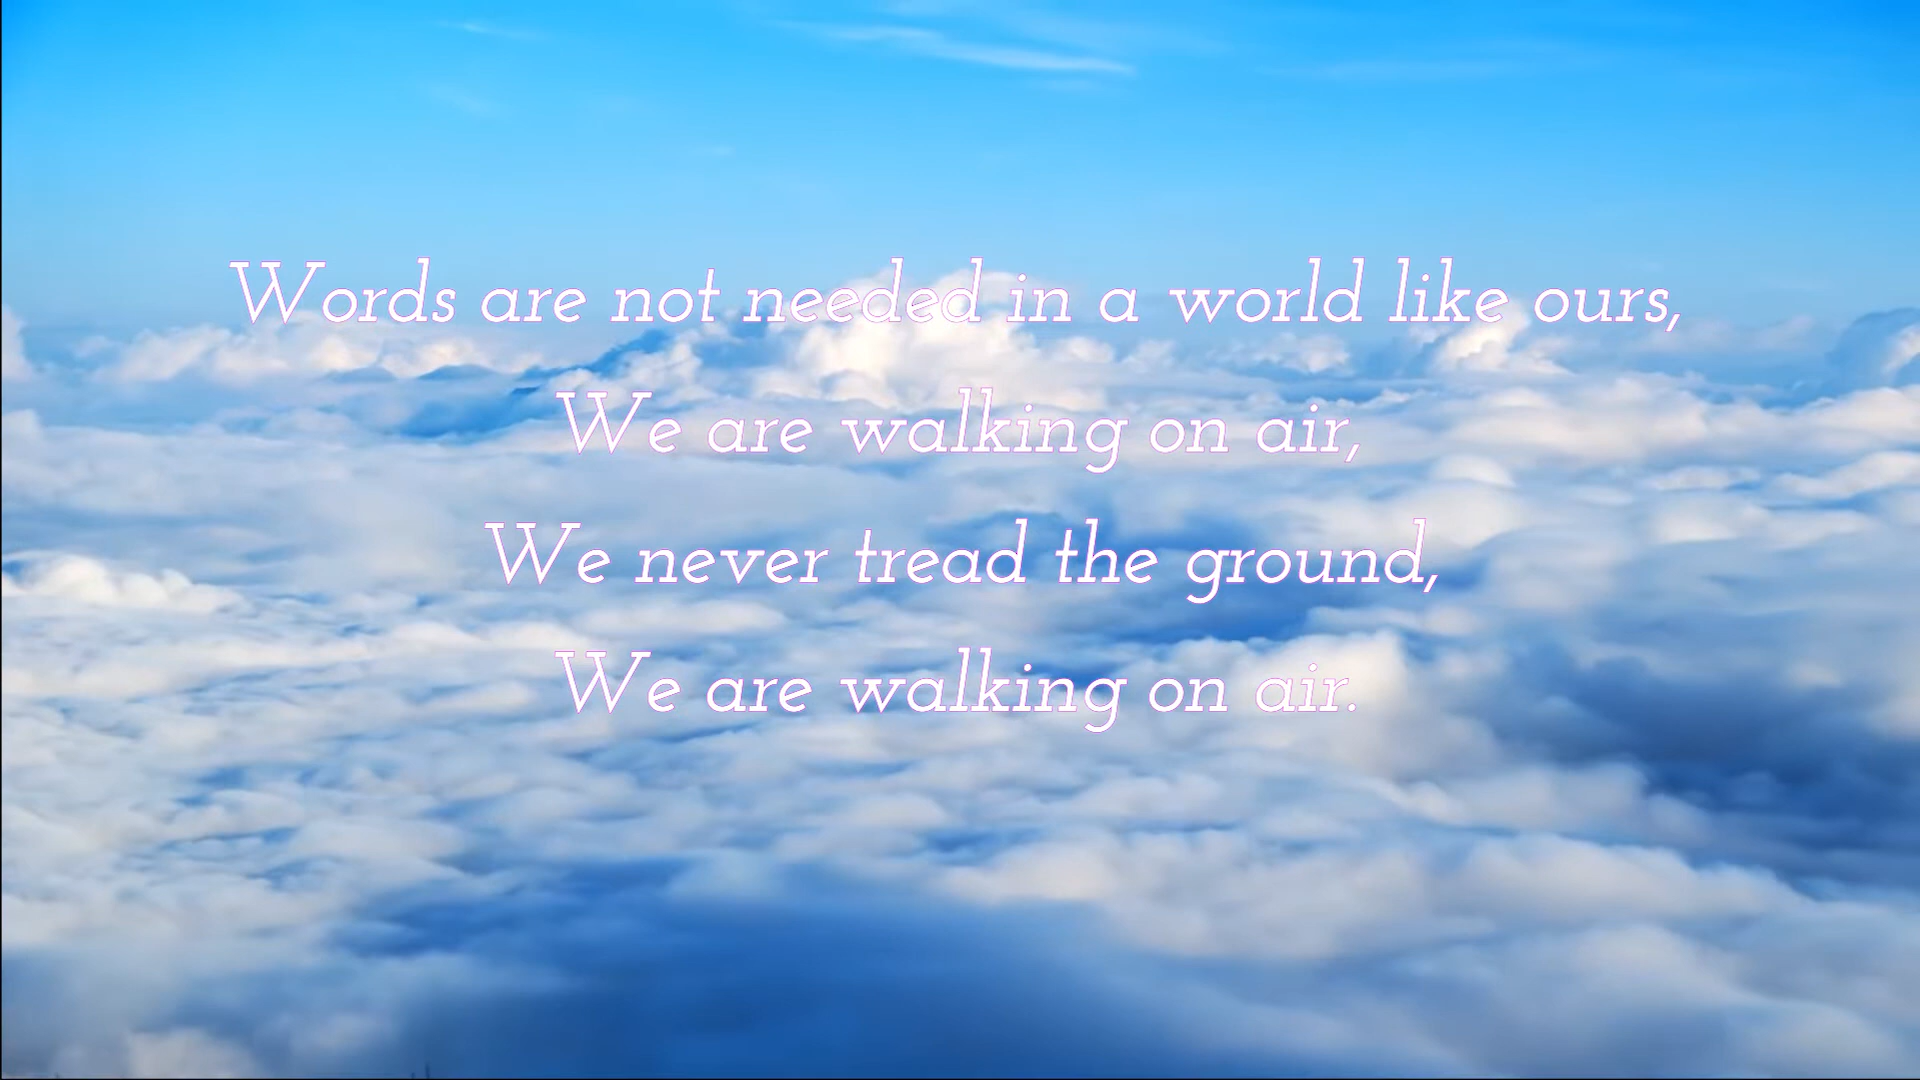 Words are not needed in a world like ours,
We are walking on air,
We never tread the ground,
We are walking on air.